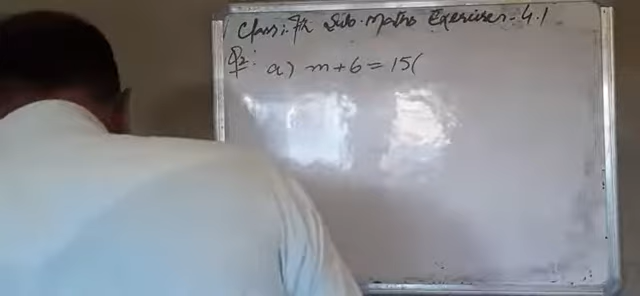 Class: 7th Sub. Maths Exercise:- 4.1
Q2:
a) m+6=15(